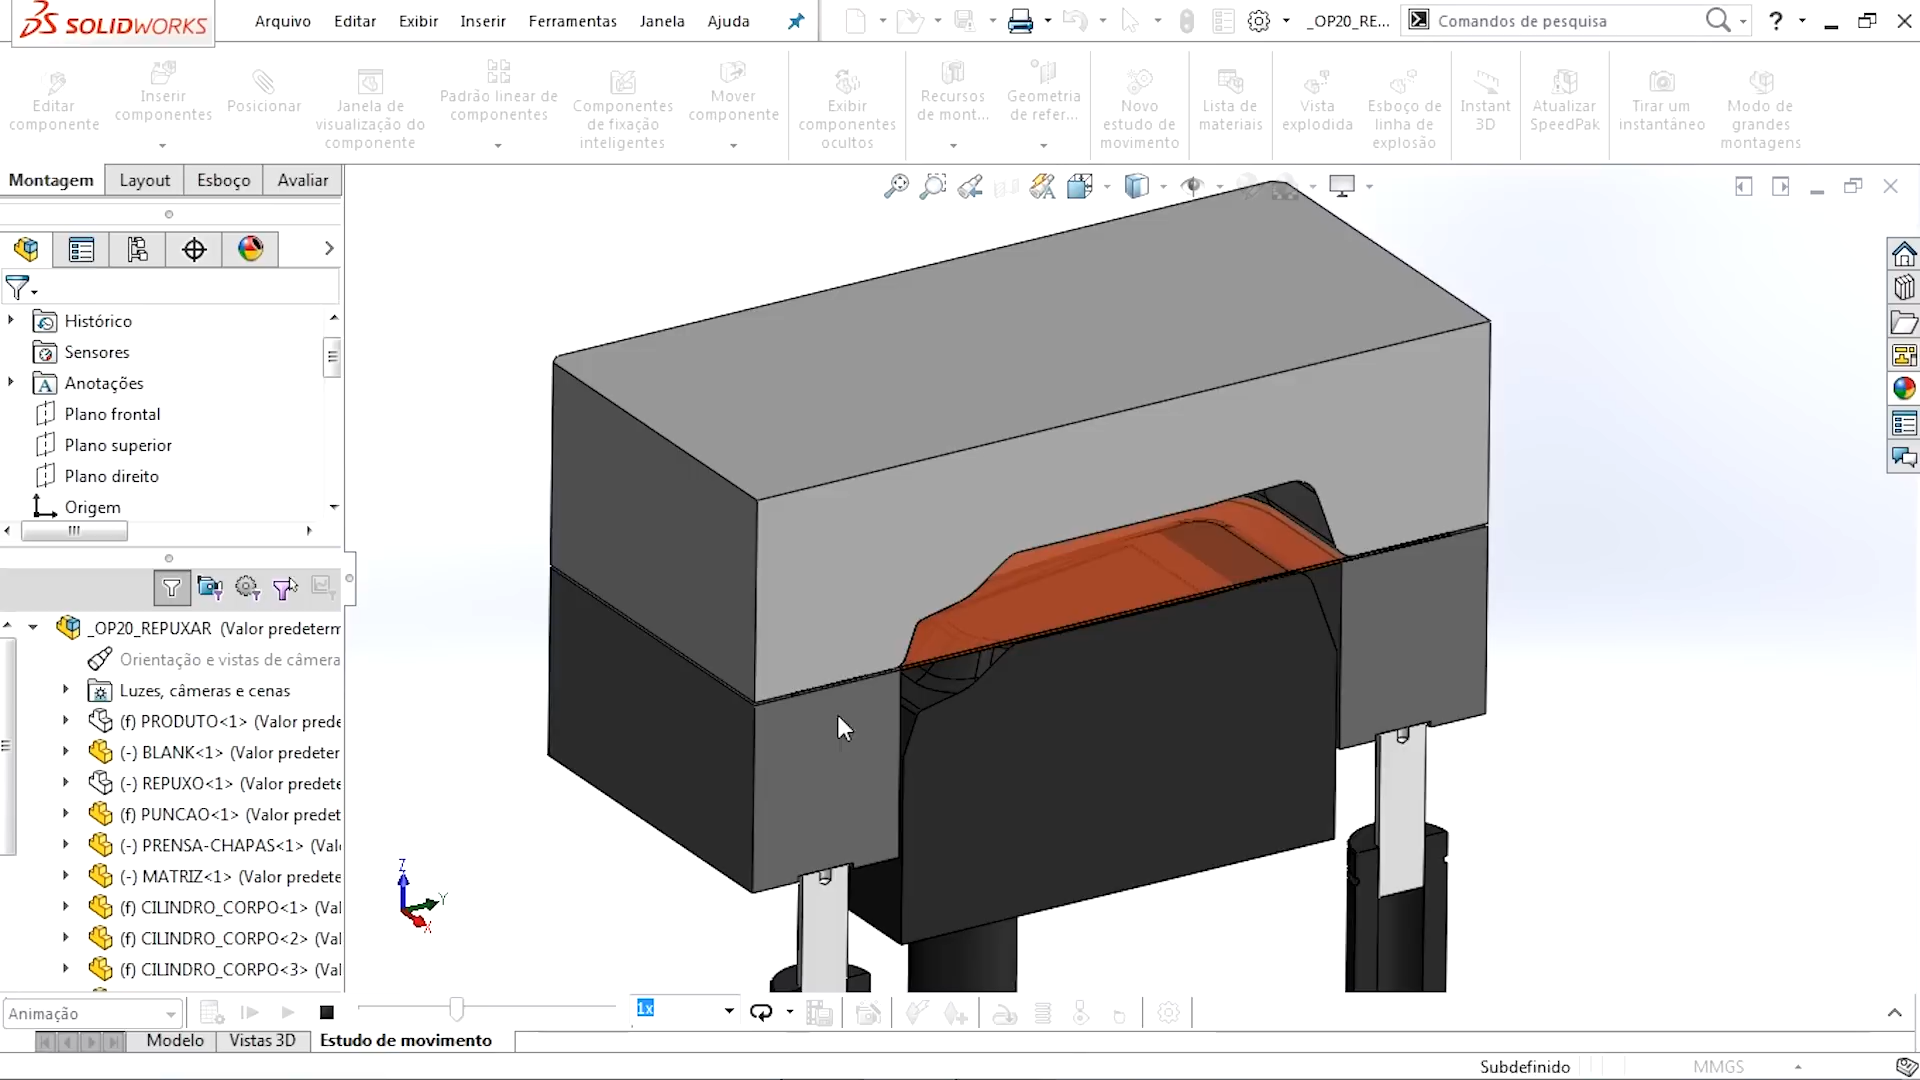 SOLIDWORKS
Arquivo Editar Exibir Inserir Ferramentas Janela Ajuda
_OP20_RE... Comandos de pesquisa ?
Editar componente
Inserir componentes
Posicionar
Janela de visualização do componente
Padrão linear de componentes
Componentes de fixação inteligentes
Mover componente
Exibir componentes ocultos
Recursos de mont...
Geometria de refer...
Novo estudo de movimento
Lista de materiais
Vista explodida
Esboço de linha de explosão
Instant 3D
Atualizar SpeedPak
Tirar um instantâneo
Modo de grandes montagens
Montagem Layout Esboço Avaliar
Histórico
Sensores
Anotações
Plano frontal
Plano superior
Plano direito
Origem
_OP20_REPUXAR (Valor predeterm
Orientação e vistas de câmera
Luzes, câmeras e cenas
(f) PRODUTO<1> (Valor prede
(-) BLANK<1> (Valor predeter
(-) REPUXO<1> (Valor predete
(f) PUNCAO<1> (Valor predet
(-) PRENSA-CHAPAS<1> (Val
(-) MATRIZ<1> (Valor predete
(f) CILINDRO_CORPO<1> (Val
(f) CILINDRO_CORPO<2> (Val
(f) CILINDRO_CORPO<3> (Val
Z
Y
X
Animação 1x
Modelo Vistas 3D Estudo de movimento
Subdefinido MMGS